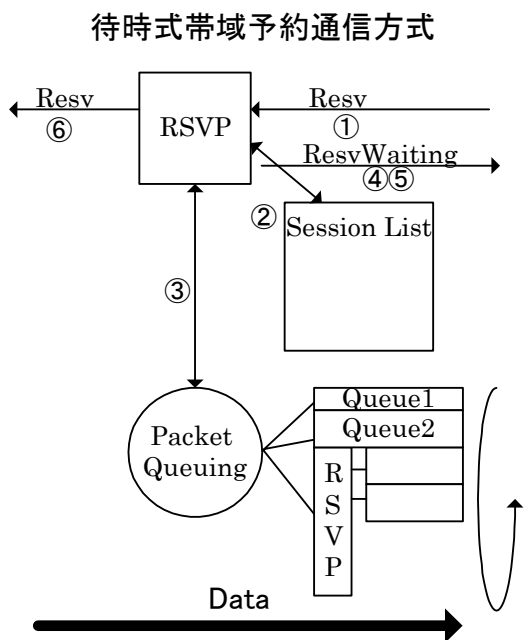 待時式帯域予約通信方式
Resv
⑥
RSVP
Resv
①
ResvWaiting
④⑤
②
Session List
③
Packet
Queuing
Queue1
Queue2
R
S
V
P
Data